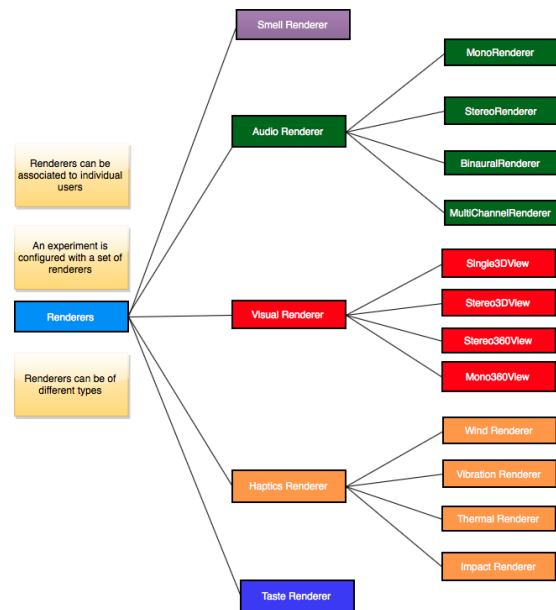 Smell Renderer
MonoRenderer
StereoRenderer
Audio Renderer
BinauralRenderer
MultiChannelRenderer
Renderers can be
associated to individual
users
An experiment is
configured with a set of
renderers
Renderers
Renderers can be of
different types
Visual Renderer
Single3DView
Stereo3DView
Stereo360View
Mono360View
Haptics Renderer
Wind Renderer
Vibration Renderer
Thermal Renderer
Impact Renderer
Taste Renderer